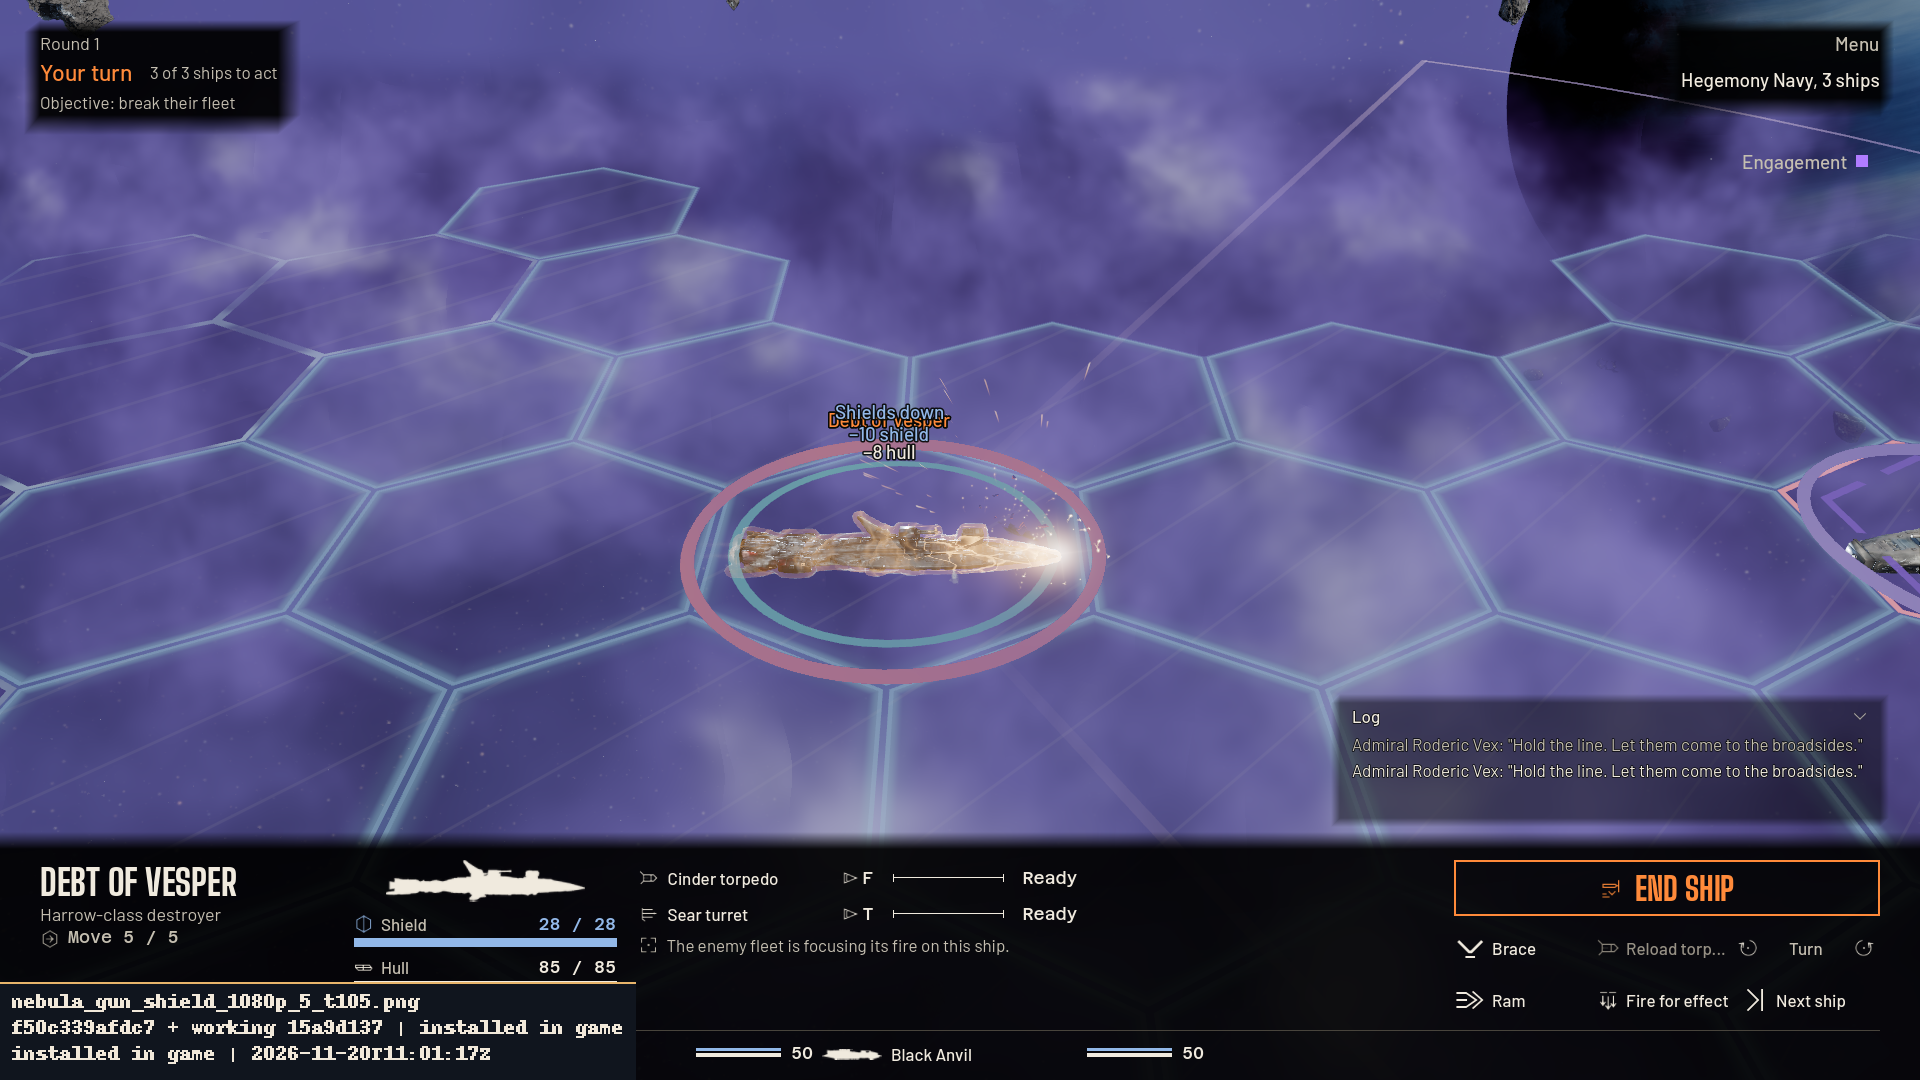 Round 1
Your turn 3 of 3 ships to act
Objective: break their fleet
Menu
Hegemony Navy, 3 ships
Engagement
Shields down
Debt of Vesper
−10 shield
−8 hull
Log
Admiral Roderic Vex: "Hold the line. Let them come to the broadsides."
Admiral Roderic Vex: "Hold the line. Let them come to the broadsides."
DEBT OF VESPER
Harrow-class destroyer
Move 5 / 5
Shield 28 / 28
Hull 85 / 85
Cinder torpedo F Ready
Sear turret T Ready
The enemy fleet is focusing its fire on this ship.
END SHIP
Brace Reload torp... Turn
Ram Fire for effect Next ship
nebula_gun_shield_1080p_5_t105.png
f50c339afdc7 + working 15a9d137 | installed in game
installed in game | 2026-11-20T11:01:17Z
50 Black Anvil 50